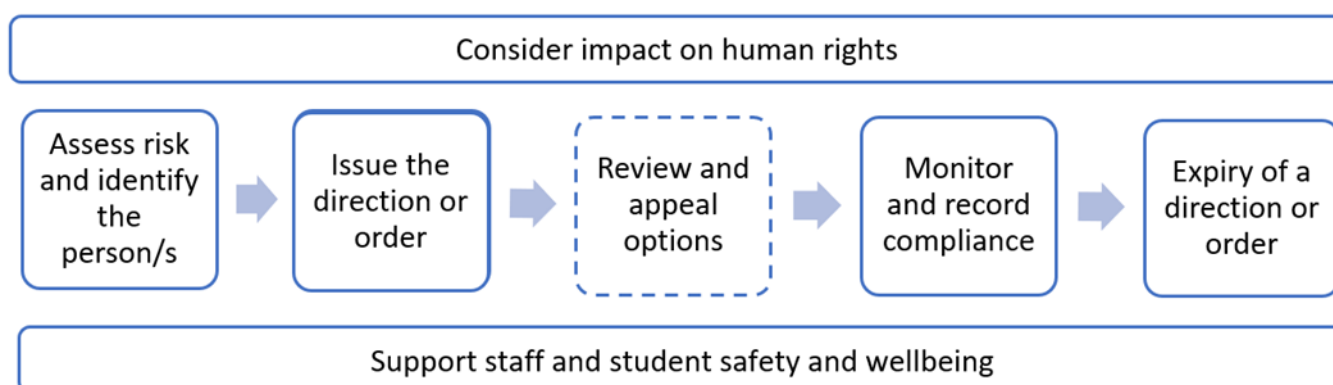 Consider impact on human rights
Assess risk
and identify
the
person/s
Issue the
direction or
order
Review and
appeal
options
Monitor
and record
compliance
Expiry of a
direction or
order
Support staff and student safety and wellbeing